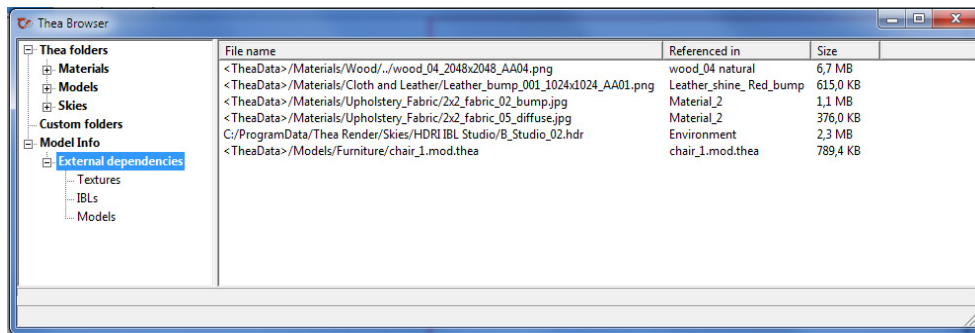 Thea Browser
Thea folders
Materials
Models
Skies
Custom folders
Model Info
External dependencies
Textures
IBLs
Models
File name Referenced in Size
<TheaData>/Materials/Wood/../wood_04_2048x2048_AA04.png wood_04 natural 6,7 MB
<TheaData>/Materials/Cloth and Leather/Leather_bump_001_1024x1024_AA01.png Leather_shine_ Red_bump 615,0 KB
<TheaData>/Materials/Upholstery_Fabric/2x2_fabric_02_bump.jpg Material_2 1,1 MB
<TheaData>/Materials/Upholstery_Fabric/2x2_fabric_05_diffuse.jpg Material_2 376,0 KB
C:/ProgramData/Thea Render/Skies/HDRI IBL Studio/B_Studio_02.hdr Environment 2,3 MB
<TheaData>/Models/Furniture/chair_1.mod.thea chair_1.mod.thea 789,4 KB